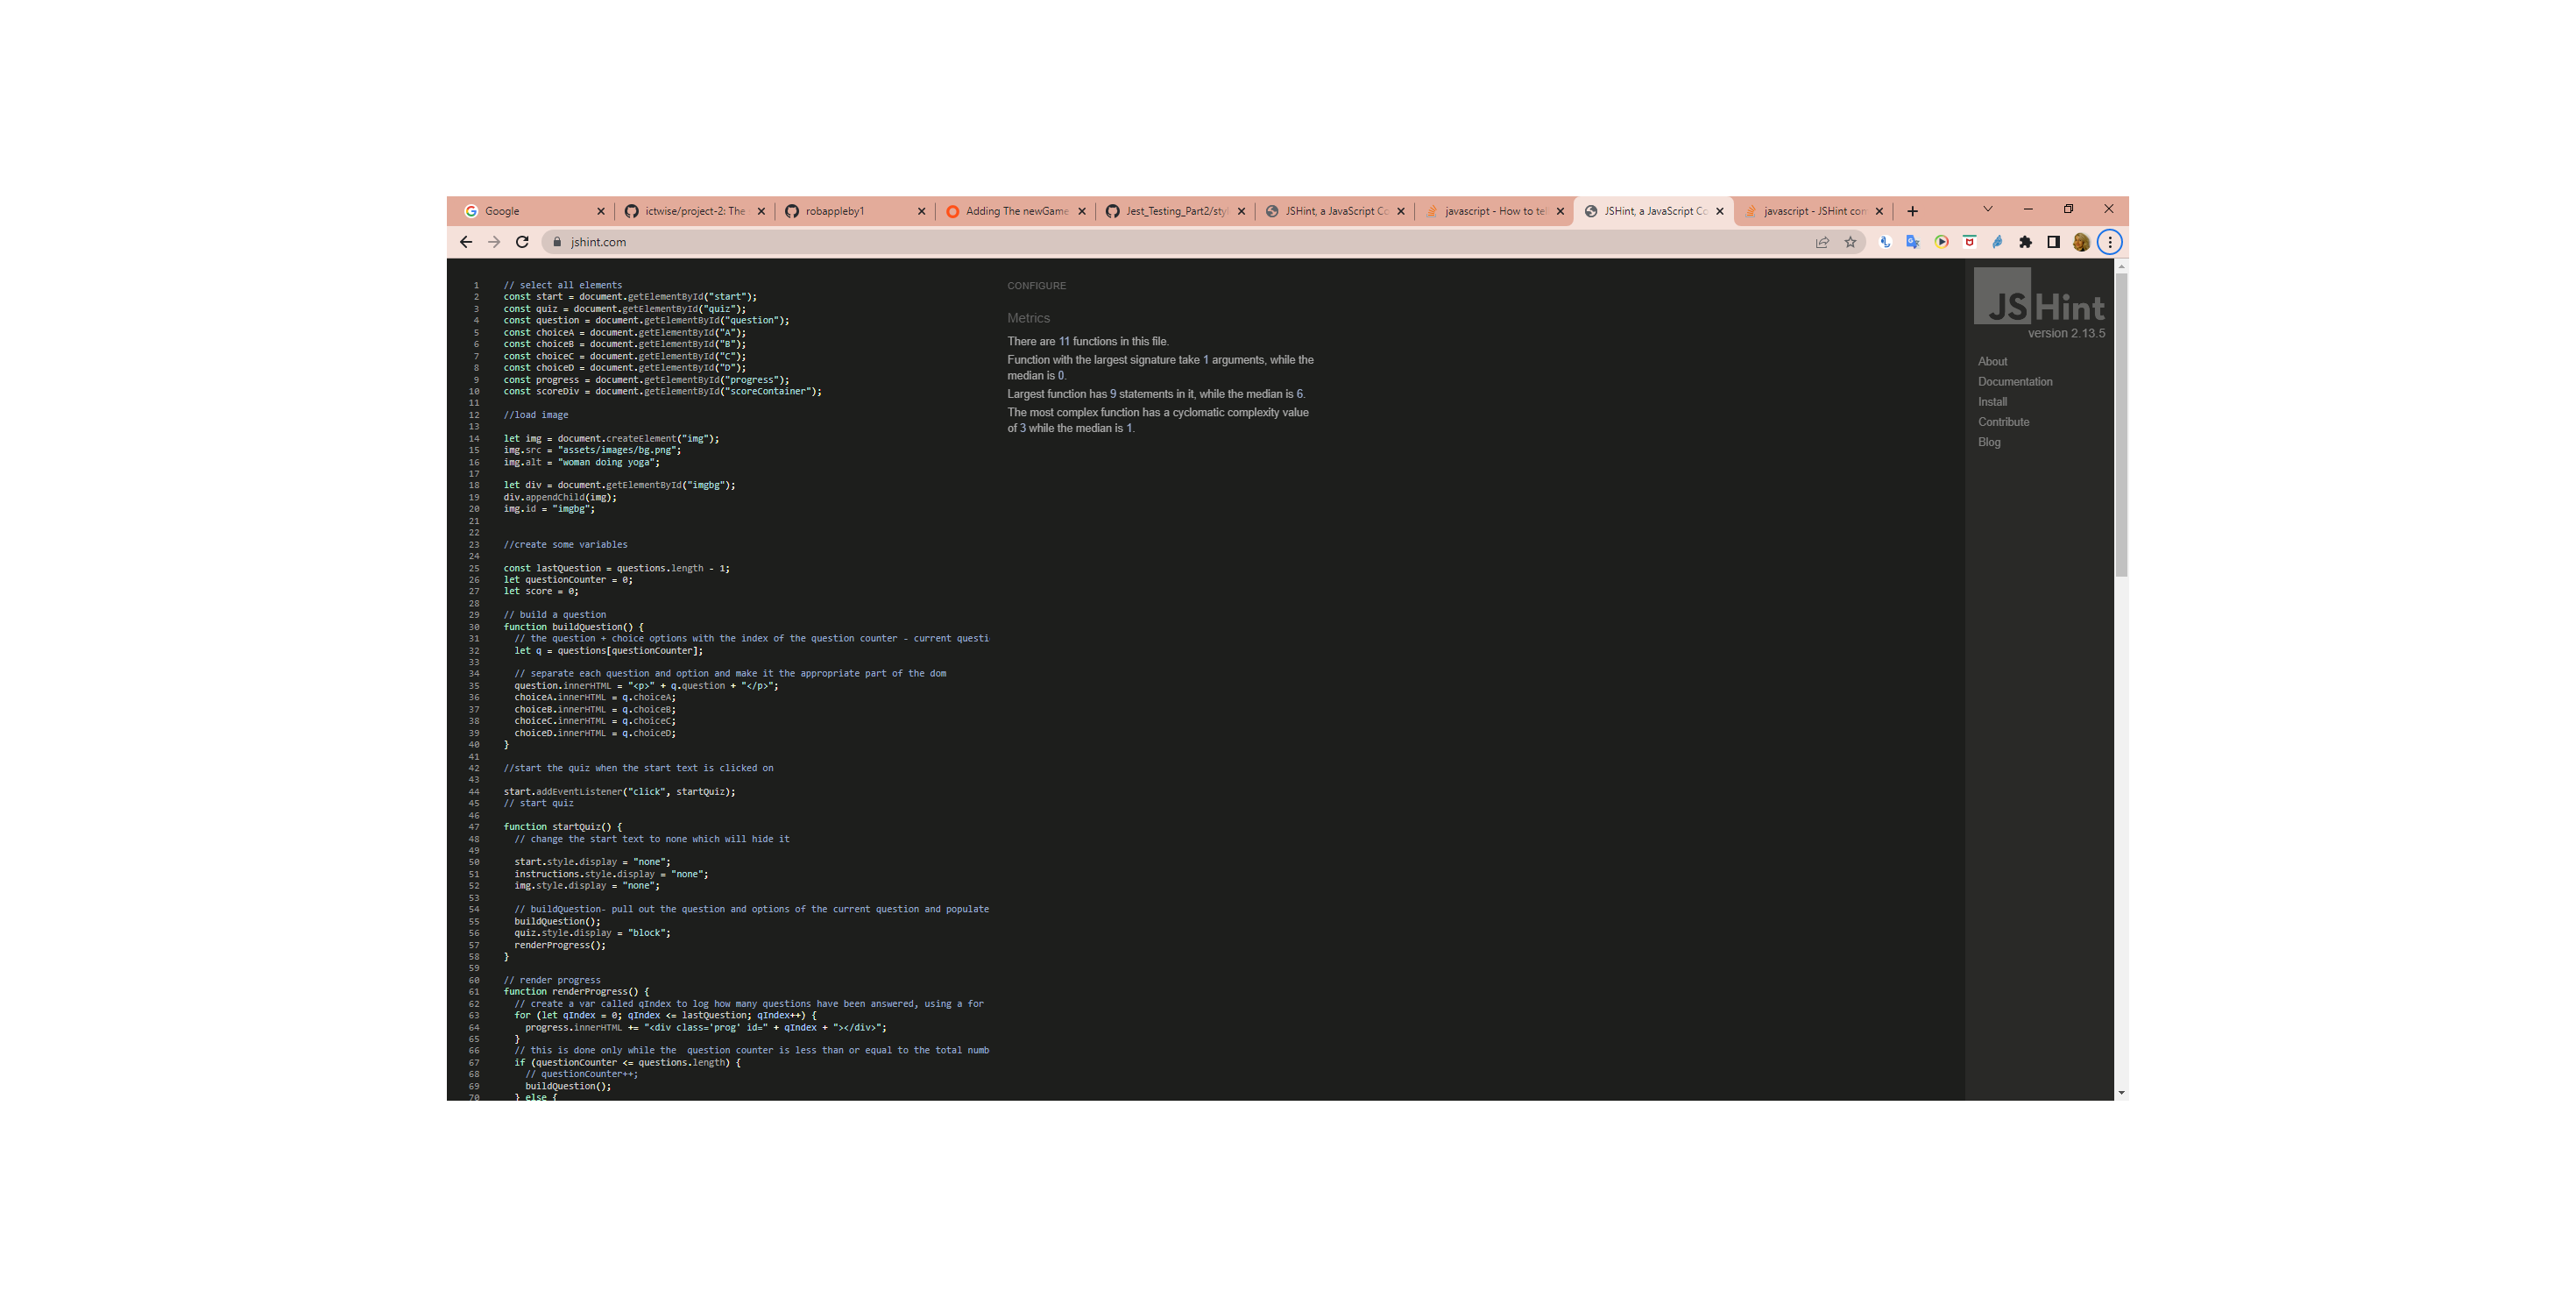 Google
ictwise/project-2: The
robappleby1
Adding The newGame
Jest_Testing_Part2/styl
JSHint, a JavaScript Co
javascript - How to tel
JSHint, a JavaScript Co
javascript - JSHint con
jshint.com
1 // select all elements
2 const start = document.getElementById("start");
3 const quiz = document.getElementById("quiz");
4 const question = document.getElementById("question");
5 const choiceA = document.getElementById("A");
6 const choiceB = document.getElementById("B");
7 const choiceC = document.getElementById("C");
8 const choiceD = document.getElementById("D");
9 const progress = document.getElementById("progress");
10 const scoreDiv = document.getElementById("scoreContainer");
11
12 //load image
13
14 let img = document.createElement("img");
15 img.src = "assets/images/bg.png";
16 img.alt = "woman doing yoga";
17
18 let div = document.getElementById("imgbg");
19 div.appendChild(img);
20 img.id = "imgbg";
21
22
23 //create some variables
24
25 const lastQuestion = questions.length - 1;
26 let questionCounter = 0;
27 let score = 0;
28
29 // build a question
30 function buildQuestion() {
31 // the question + choice options with the index of the question counter - current questi
32 let q = questions[questionCounter];
33
34 // separate each question and option and make it the appropriate part of the dom
35 question.innerHTML = "<p>" + q.question + "</p>";
36 choiceA.innerHTML = q.choiceA;
37 choiceB.innerHTML = q.choiceB;
38 choiceC.innerHTML = q.choiceC;
39 choiceD.innerHTML = q.choiceD;
40 }
41
42 //start the quiz when the start text is clicked on
43
44 start.addEventListener("click", startQuiz);
45 // start quiz
46
47 function startQuiz() {
48 // change the start text to none which will hide it
49
50 start.style.display = "none";
51 instructions.style.display = "none";
52 img.style.display = "none";
53
54 // buildQuestion- pull out the question and options of the current question and populate
55 buildQuestion();
56 quiz.style.display = "block";
57 renderProgress();
58 }
59
60 // render progress
61 function renderProgress() {
62 // create a var called qIndex to log how many questions have been answered, using a for
63 for (let qIndex = 0; qIndex <= lastQuestion; qIndex++) {
64 progress.innerHTML += "<div class='prog' id=" + qIndex + "></div>";
65 }
66 // this is done only while the  question counter is less than or equal to the total numb
67 if (questionCounter <= questions.length) {
68 // questionCounter++;
69 buildQuestion();
70 } else {
CONFIGURE
Metrics
There are 11 functions in this file.
Function with the largest signature take 1 arguments, while the
median is 0.
Largest function has 9 statements in it, while the median is 6.
The most complex function has a cyclomatic complexity value
of 3 while the median is 1.
JSHint
version 2.13.5
About
Documentation
Install
Contribute
Blog